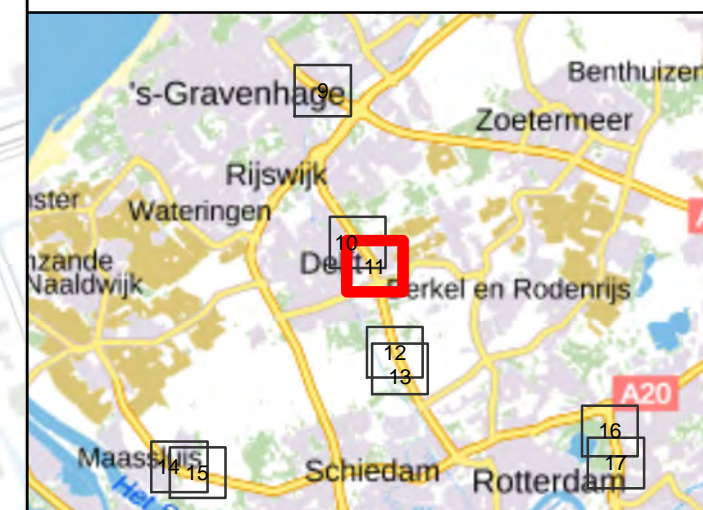 9
's-Gravenhage
Benthuizen
Zoetermeer
Rijswijk
nster
Wateringen
10
Delft
11
nzande
Naaldwijk
Berkel en Rodenrijs
12
13
A20
16
Maassluis
14
15
Schiedam
17
Rotterdam
Het S